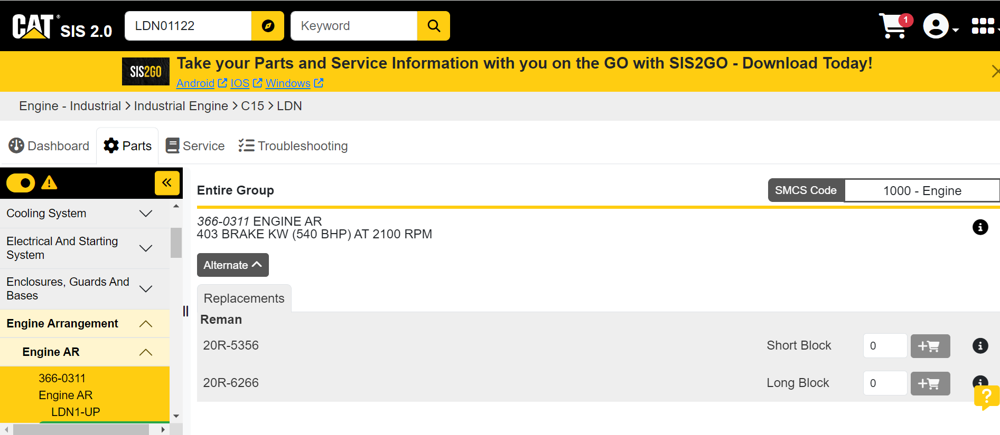 CAT® SIS 2.0
LDN01122
Keyword
1
SIS2GO
Take your Parts and Service Information with you on the GO with SIS2GO - Download Today!
Android IOS Windows
Engine - Industrial > Industrial Engine > C15 > LDN
Dashboard
Parts
Service
Troubleshooting
Cooling System
Electrical And Starting
System
Enclosures, Guards And
Bases
Engine Arrangement
Engine AR
366-0311
Engine AR
LDN1-UP
Entire Group
SMCS Code
1000 - Engine
366-0311 ENGINE AR
403 BRAKE KW (540 BHP) AT 2100 RPM
Alternate
Replacements
Reman
20R-5356 Short Block 0
20R-6266 Long Block 0